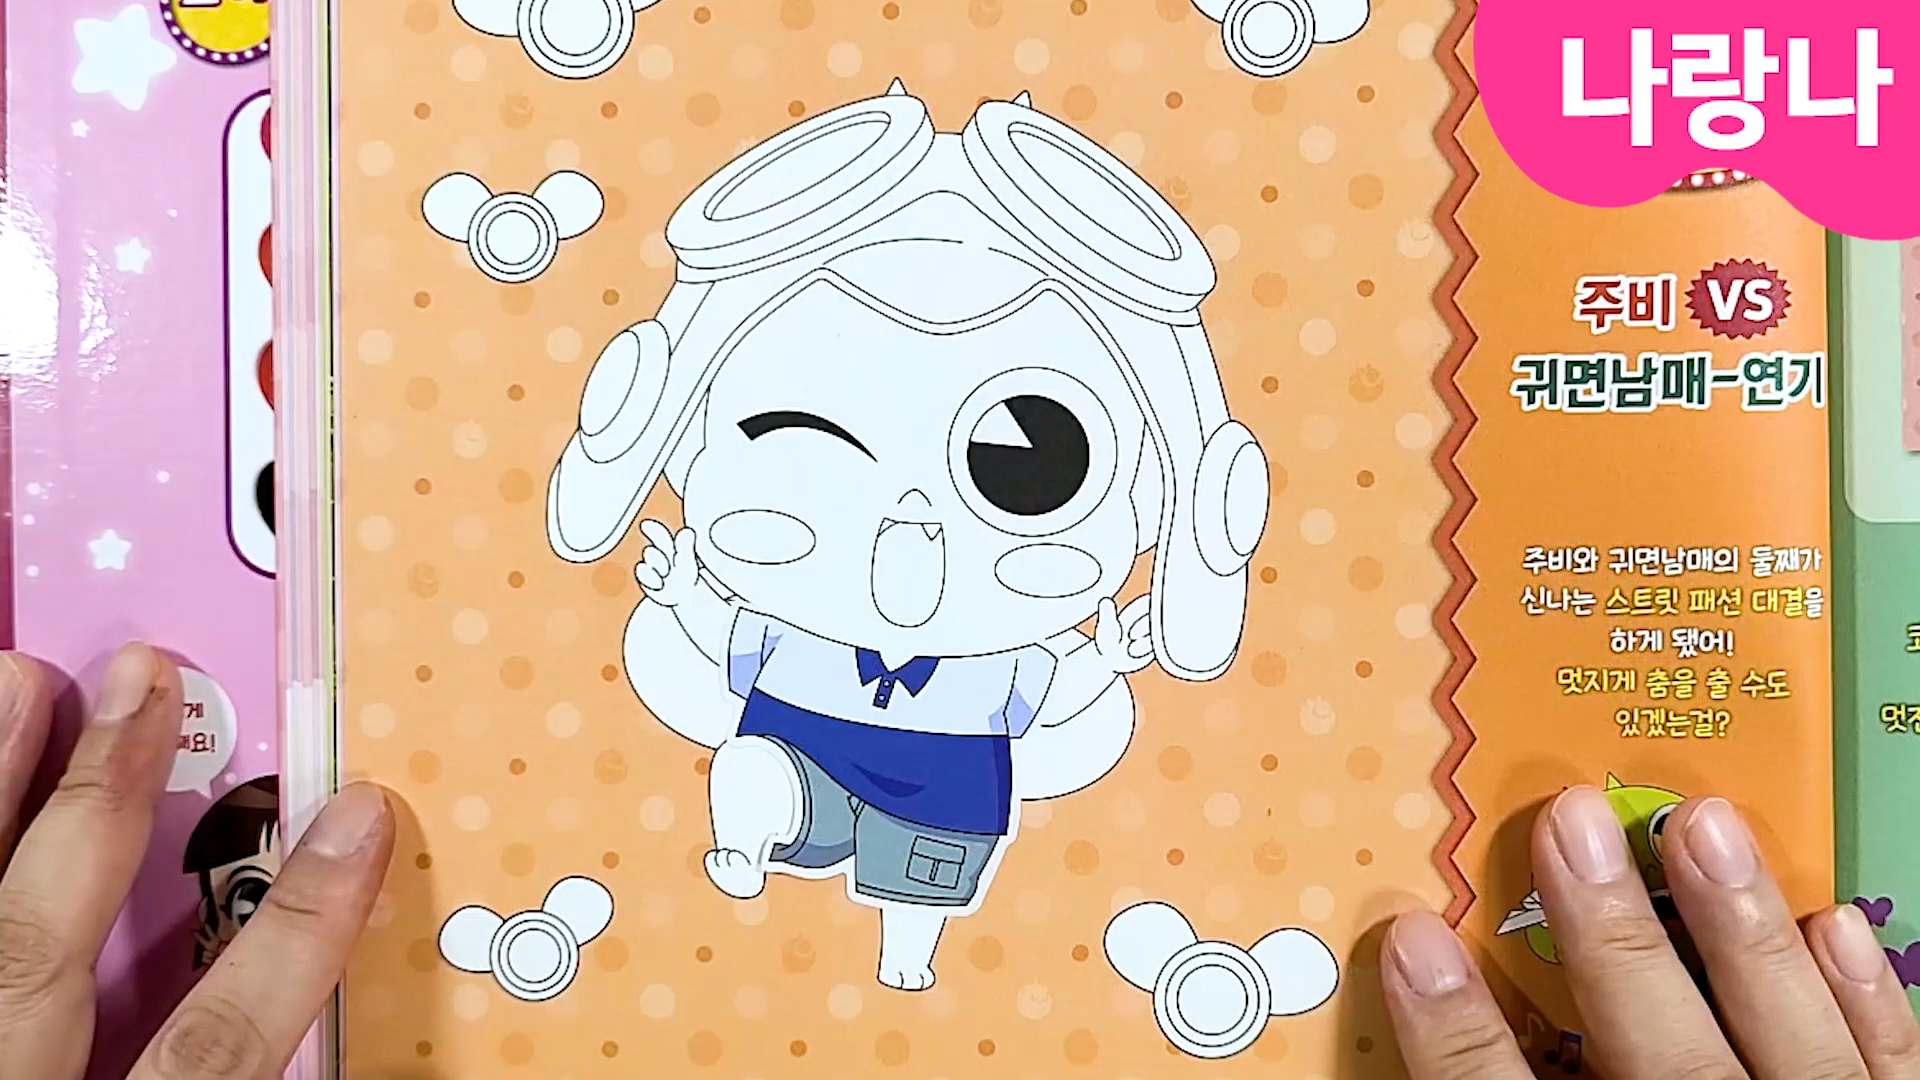 나랑나
주비 VS
귀면남매-연기
주비와 귀면남매의 둘째가
신나는 스트릿 패션 대결을
하게 됐어!
멋지게 춤을 출 수도
있겠는걸?